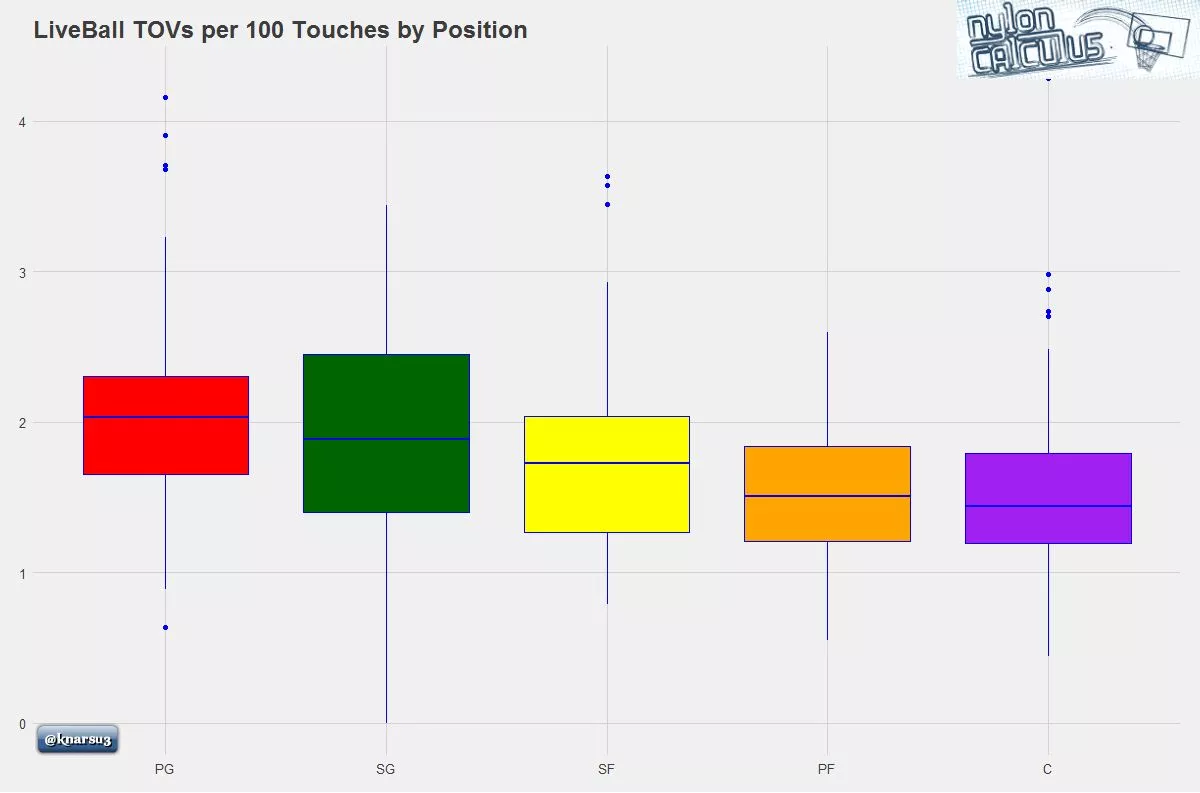 LiveBall TOVs per 100 Touches by Position
nylon
CALCULUS
4
3
2
1
0
@knarsu3
PG SG SF PF C